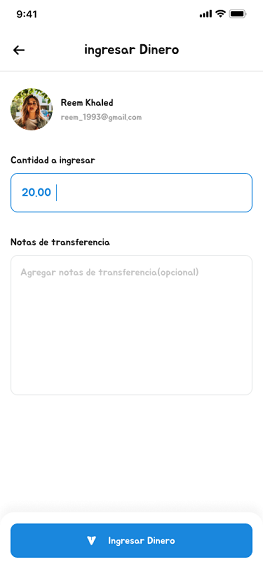 9:41
ingresar Dinero
Reem Khaled
reem_1993@gmail.com
Cantidad a ingresar
20.00
Notas de transferencia
Agregar notas de transferencia(opcional)
Ingresar Dinero